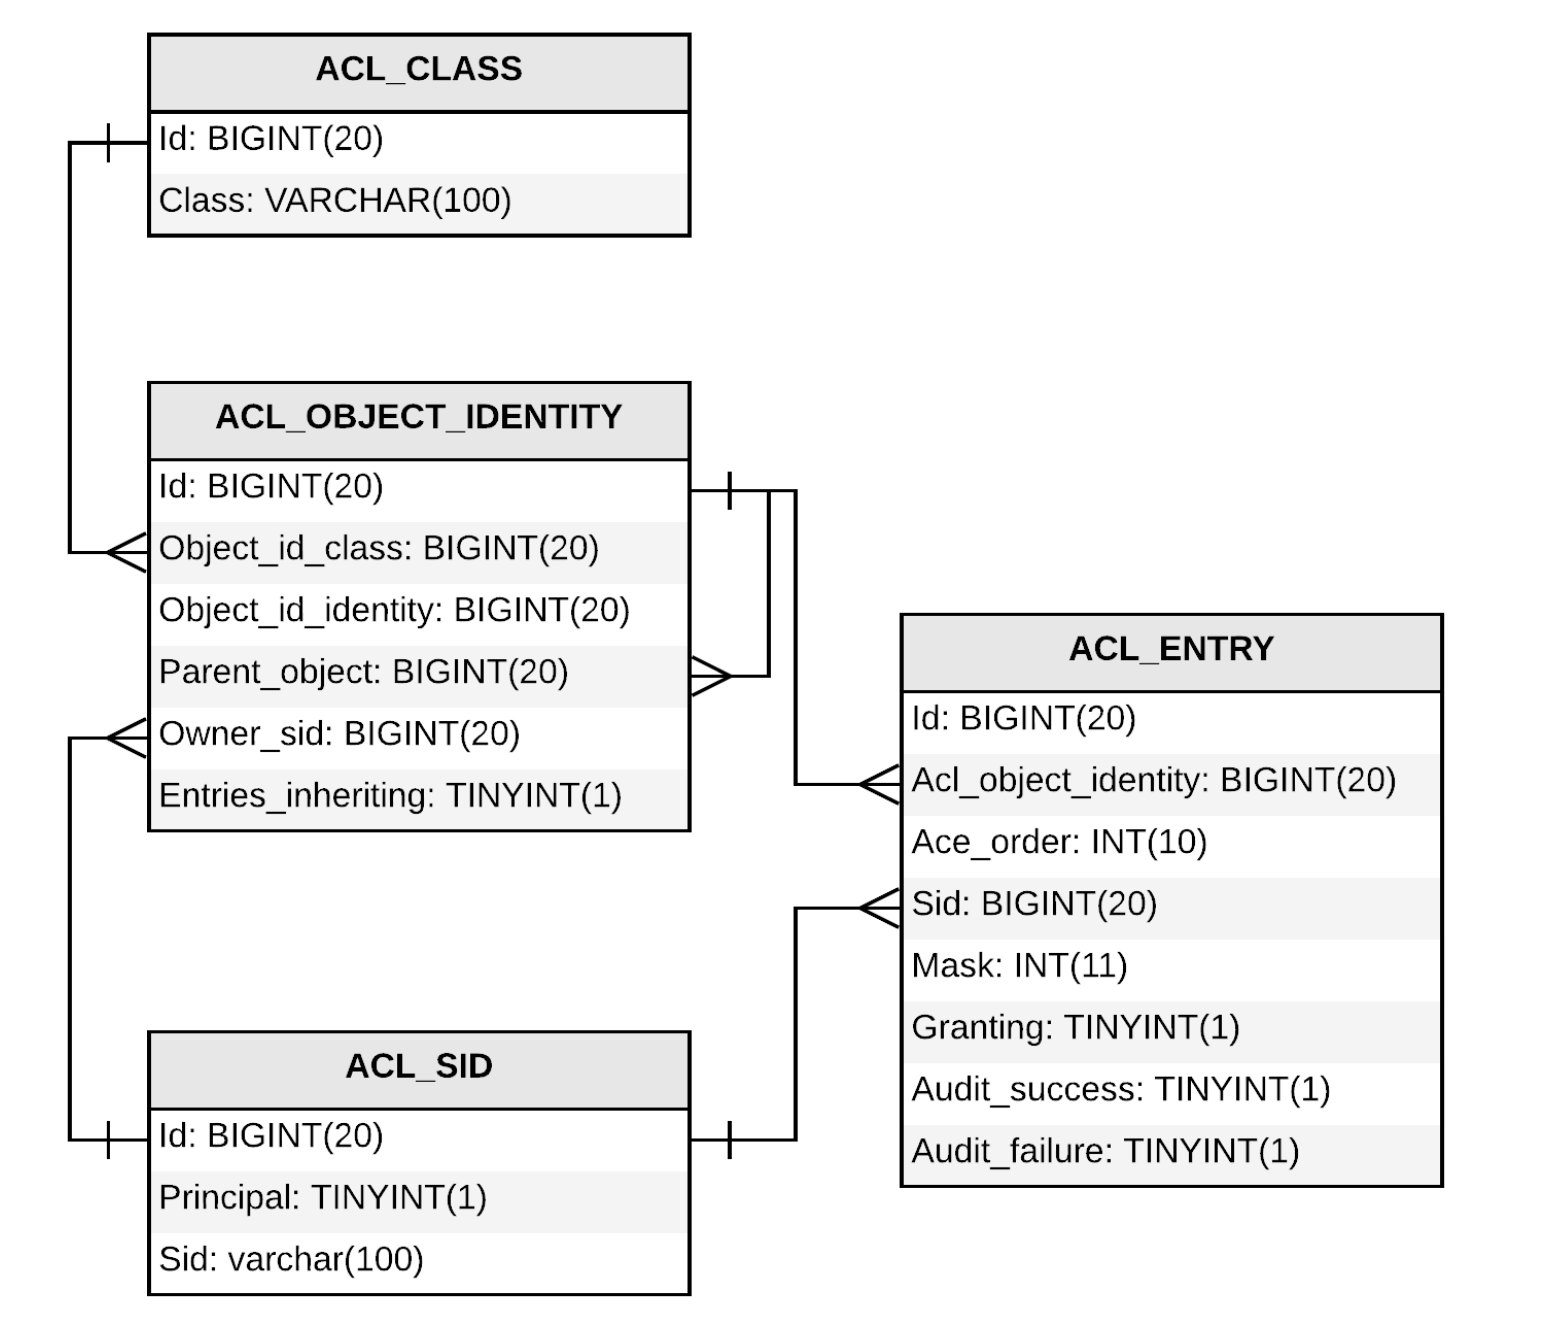 ACL_CLASS
Id: BIGINT(20)
Class: VARCHAR(100)
ACL_OBJECT_IDENTITY
Id: BIGINT(20)
Object_id_class: BIGINT(20)
Object_id_identity: BIGINT(20)
Parent_object: BIGINT(20)
Owner_sid: BIGINT(20)
Entries_inheriting: TINYINT(1)
ACL_ENTRY
Id: BIGINT(20)
Acl_object_identity: BIGINT(20)
Ace_order: INT(10)
Sid: BIGINT(20)
Mask: INT(11)
Granting: TINYINT(1)
Audit_success: TINYINT(1)
Audit_failure: TINYINT(1)
ACL_SID
Id: BIGINT(20)
Principal: TINYINT(1)
Sid: varchar(100)